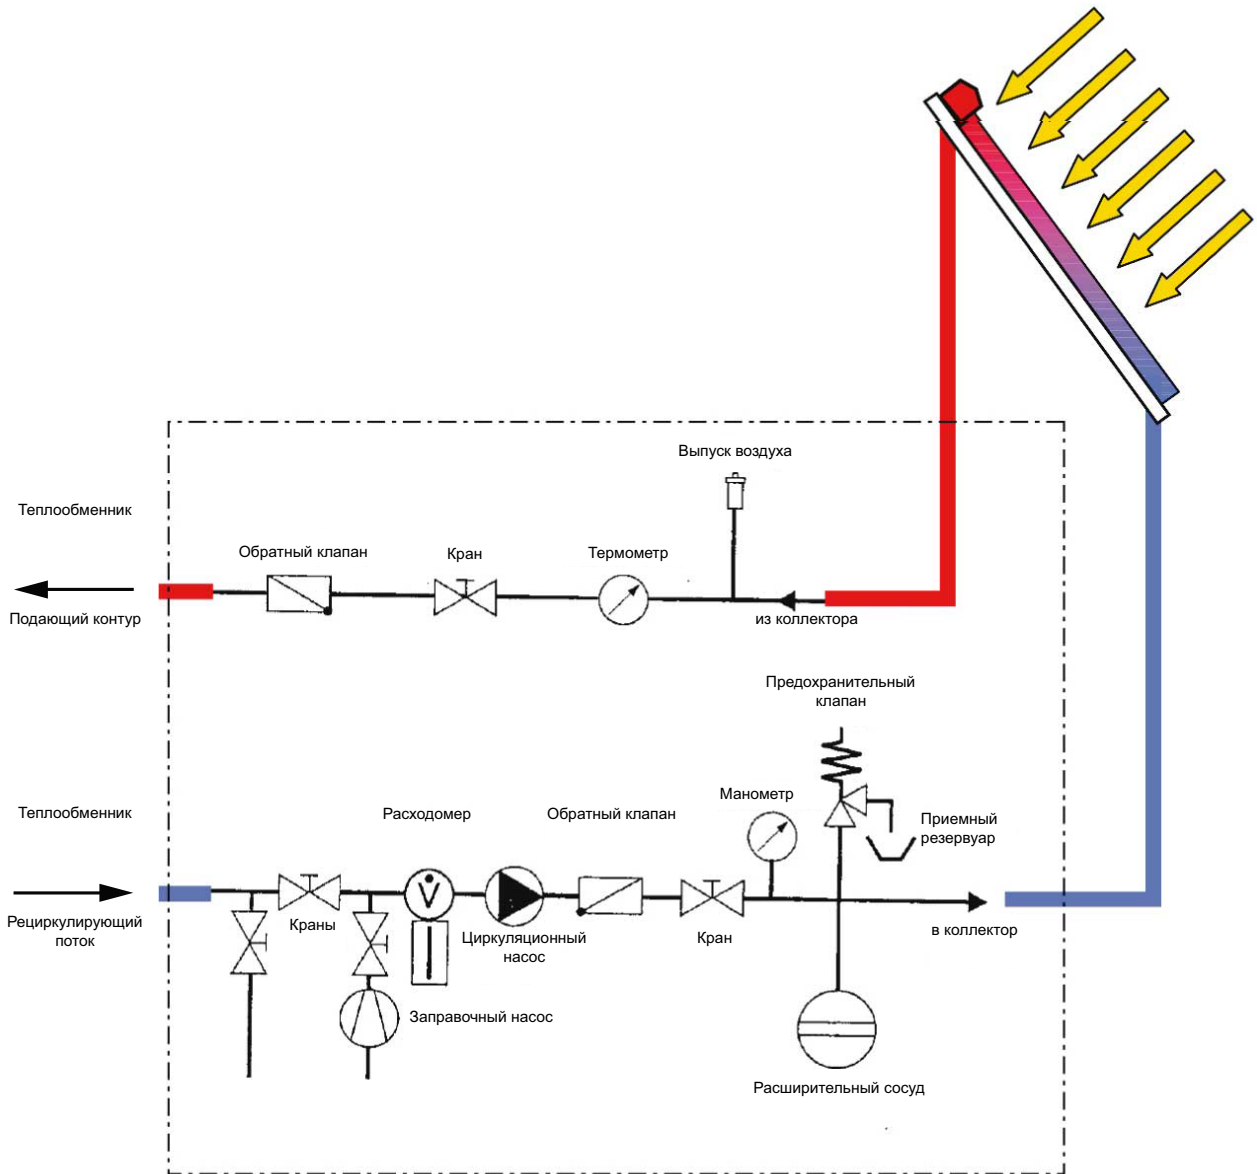 Выпуск воздуха
Теплообменник
Обратный клапан
Кран
Термометр
Подающий контур
из коллектора
Предохранительный
клапан
Теплообменник
Расходомер
Обратный клапан
Манометр
Приемный
резервуар
V
Рециркулирующий
поток
Краны
Циркуляционный
насос
Кран
в коллектор
Заправочный насос
Расширительный сосуд